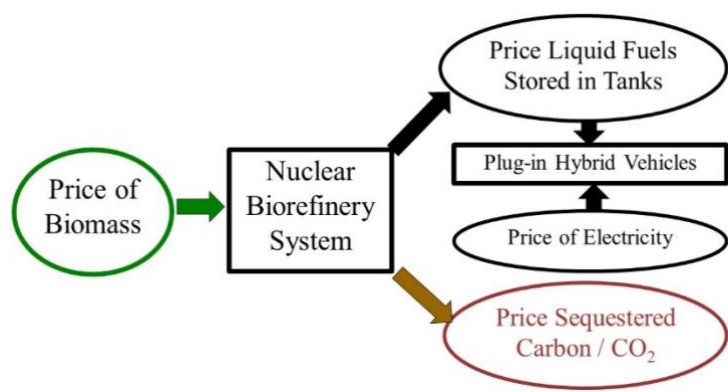 Price of
Biomass
Nuclear
Biorefinery
System
Price Liquid Fuels
Stored in Tanks
Plug-in Hybrid Vehicles
Price of Electricity
Price Sequestered
Carbon / CO₂